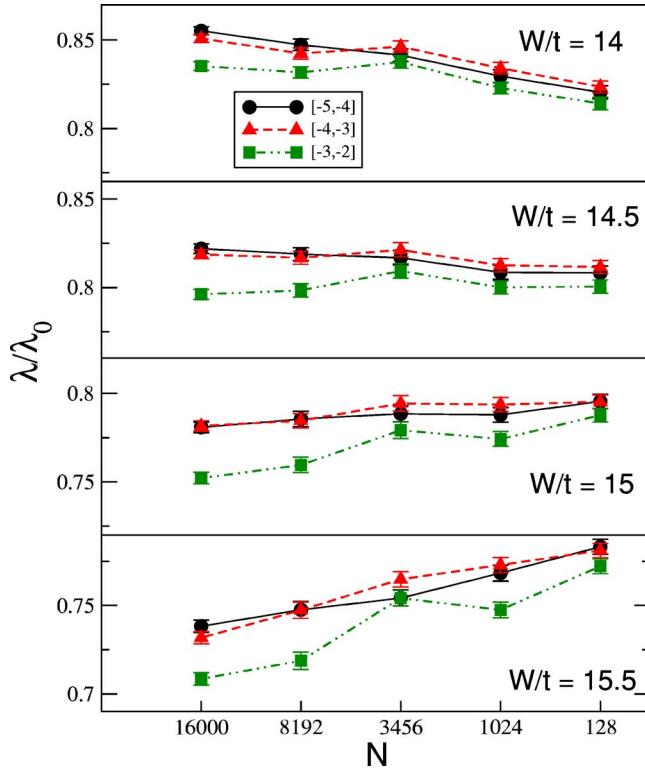 0.85
W/t = 14
[-5,-4]
[-4,-3]
[-3,-2]
0.8
0.85
W/t = 14.5
0.8
λ/λ0
0.8
0.75
W/t = 15
0.75
W/t = 15.5
0.7
16000 8192 3456 1024 128
N